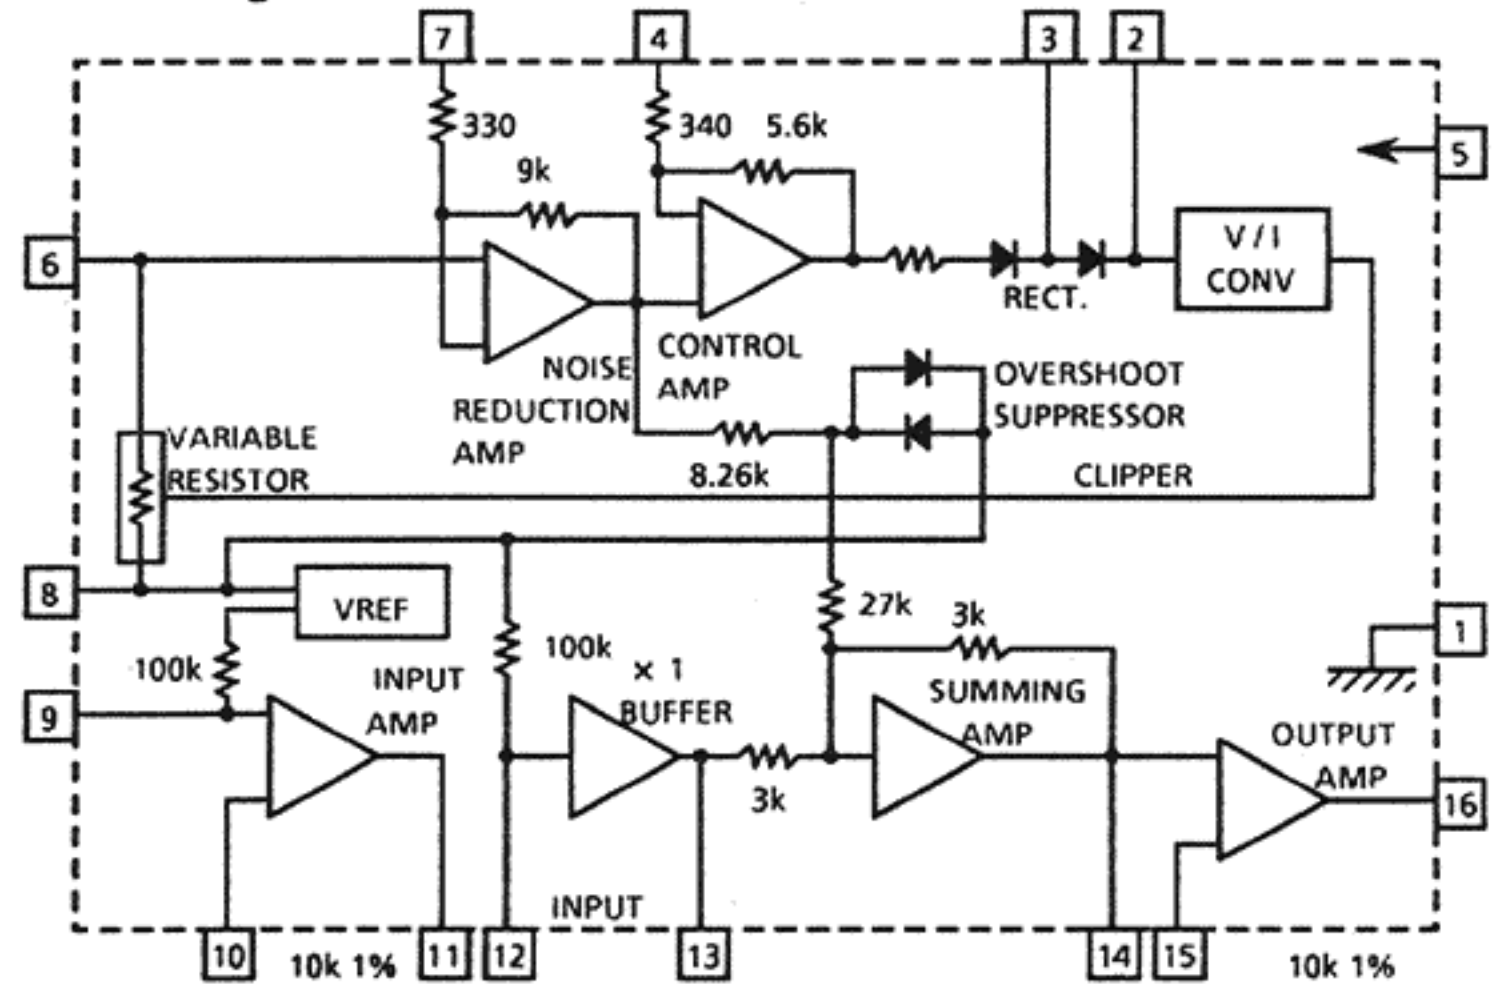 7
4
3
2
330
340
5.6k
5
9k
6
V / I
CONV
RECT.
CONTROL
AMP
NOISE
REDUCTION
AMP
OVERSHOOT
SUPPRESSOR
VARIABLE
RESISTOR
8.26k
CLIPPER
8
VREF
27k
3k
1
100k
100k
× 1
BUFFER
INPUT
AMP
SUMMING
AMP
9
OUTPUT
AMP
3k
16
INPUT
10
10k 1%
11
12
13
14
15
10k 1%